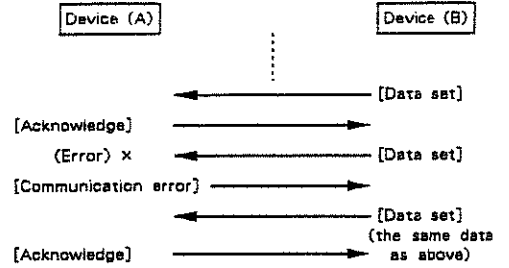 Device (A) Device (B)
[Data set]
[Acknowledge]
(Error) × [Data set]
[Communication error]
[Data set]
(the same data
[Acknowledge] as above)